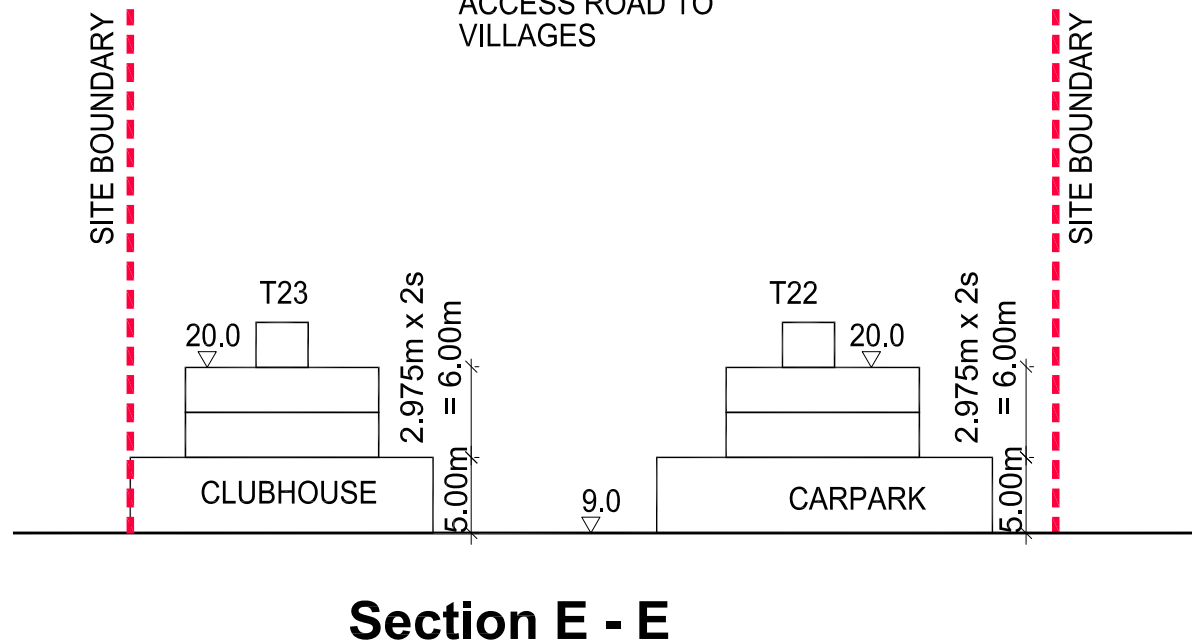 ACCESS ROAD TO
VILLAGES
SITE BOUNDARY
SITE BOUNDARY
T23
20.0
2.975m x 2s
= 6.00m
T22
20.0
2.975m x 2s
= 6.00m
CLUBHOUSE
5.00m
9.0
CARPARK
5.00m
Section E - E